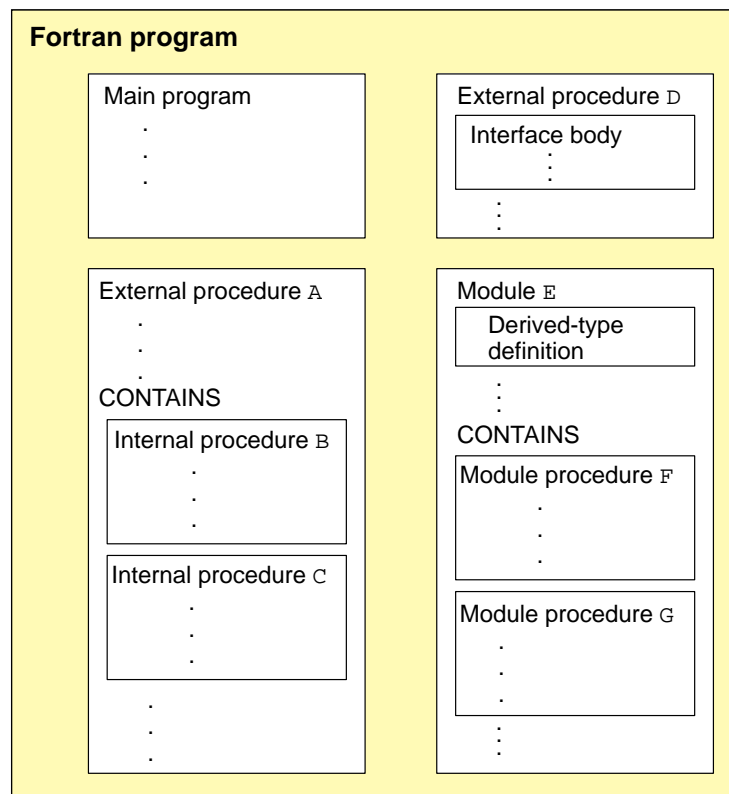 Fortran program
Main program
.
.
.
External procedure D
Interface body
.
.
.
.
.
.
External procedure A
.
.
.
CONTAINS
Internal procedure B
.
.
.
Internal procedure C
.
.
.
.
.
.
Module E
Derived-type
definition
.
.
.
CONTAINS
Module procedure F
.
.
.
Module procedure G
.
.
.
.
.
.